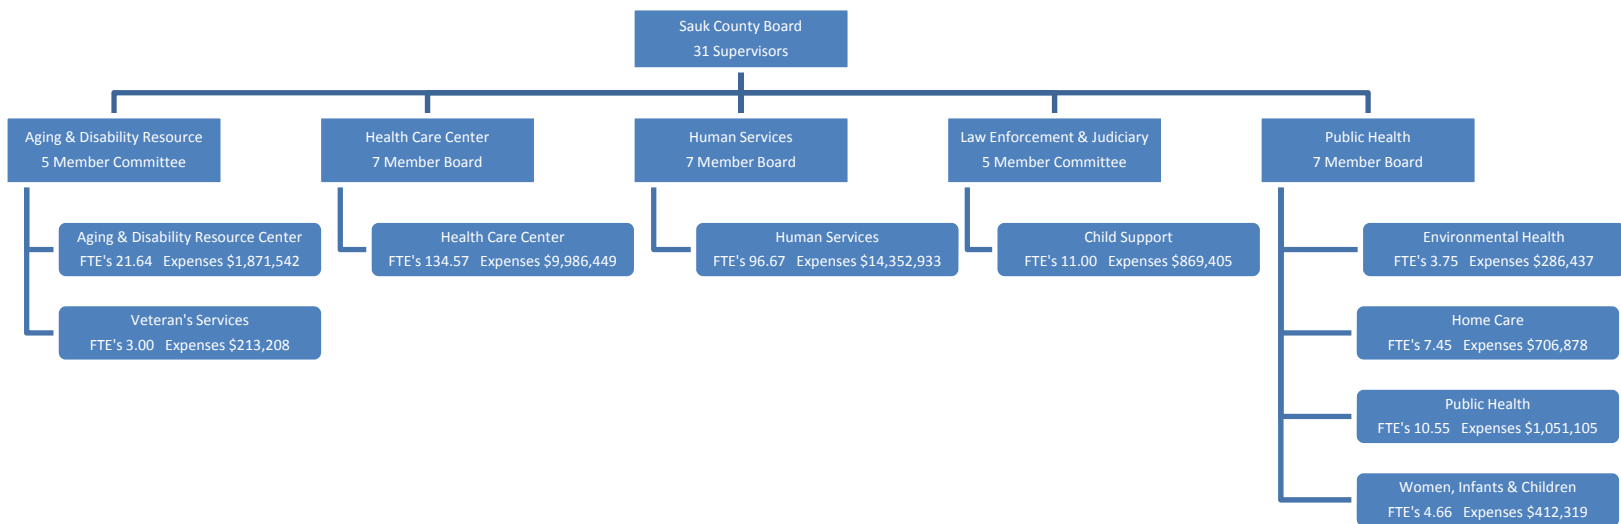 Sauk County Board
31 Supervisors
Aging & Disability Resource
5 Member Committee
Health Care Center
7 Member Board
Human Services
7 Member Board
Law Enforcement & Judiciary
5 Member Committee
Public Health
7 Member Board
Aging & Disability Resource Center
FTE's 21.64 Expenses $1,871,542
Veteran's Services
FTE's 3.00 Expenses $213,208
Health Care Center
FTE's 134.57 Expenses $9,986,449
Human Services
FTE's 96.67 Expenses $14,352,933
Child Support
FTE's 11.00 Expenses $869,405
Environmental Health
FTE's 3.75 Expenses $286,437
Home Care
FTE's 7.45 Expenses $706,878
Public Health
FTE's 10.55 Expenses $1,051,105
Women, Infants & Children
FTE's 4.66 Expenses $412,319